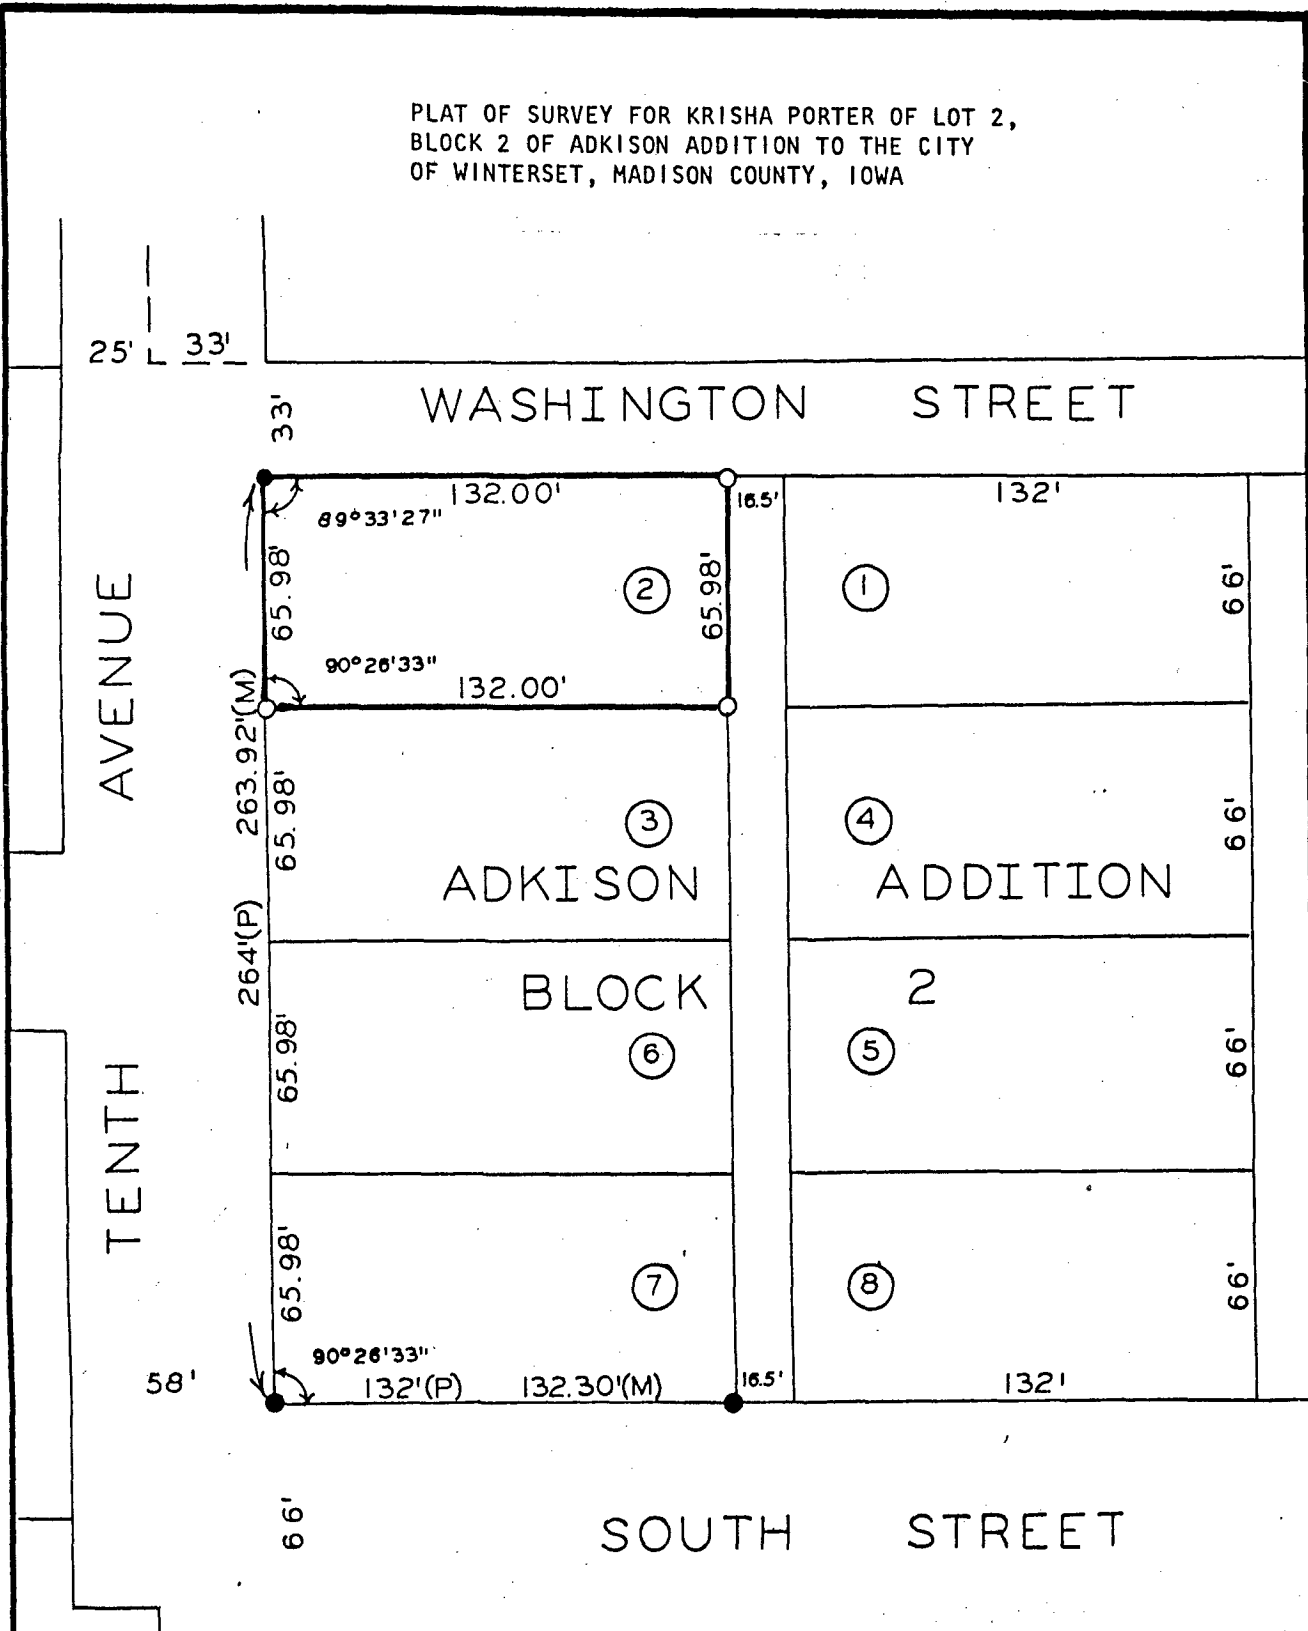 PLAT OF SURVEY FOR KRISHA PORTER OF LOT 2,
BLOCK 2 OF ADKISON ADDITION TO THE CITY
OF WINTERSET, MADISON COUNTY, IOWA
25' 33'
33'
WASHINGTON STREET
132.00' 16.5' 132'
89°33'27"
65.98' 2 65.98' 1 66'
90°26'33"
132.00'
AVENUE
263.92'(M)
65.98' 3 4 66'
ADKISON ADDITION
264'(P)
BLOCK 2
65.98' 6 5 66'
TENTH
65.98' 7 8 66'
90°26'33"
58' 132'(P) 132.30'(M) 16.5' 132'
66'
SOUTH STREET